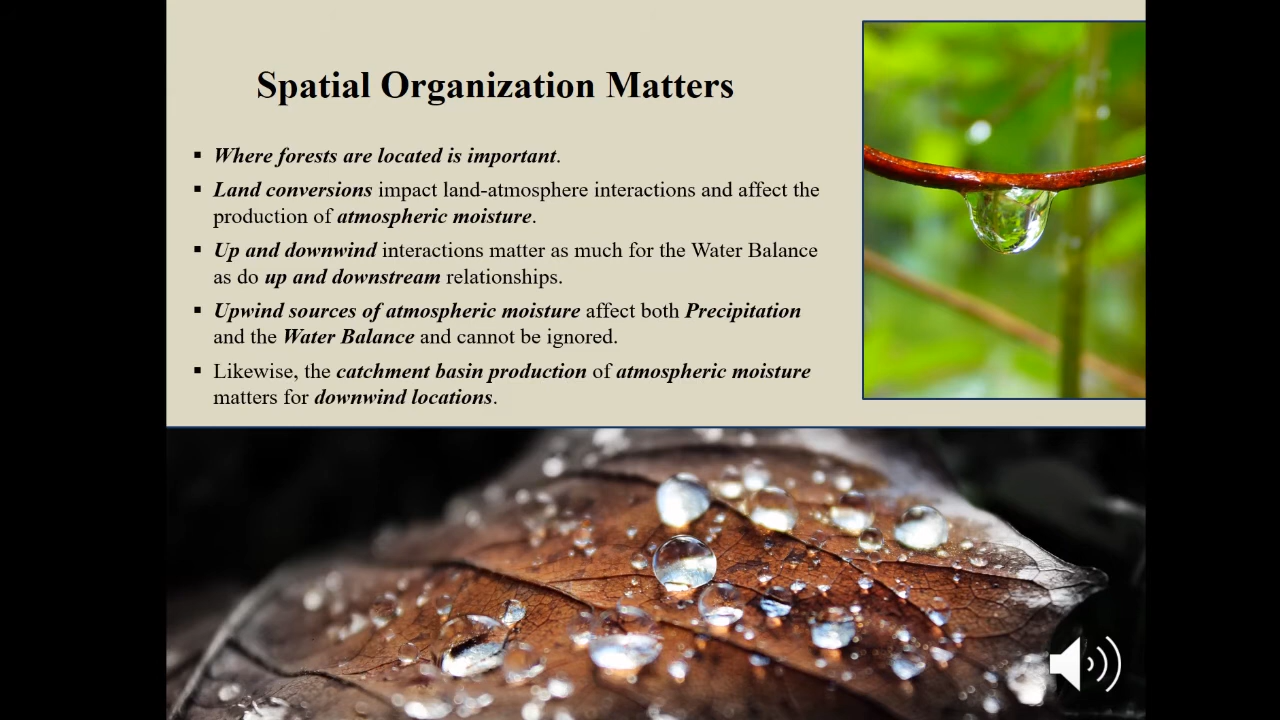 Spatial Organization Matters
▪ Where forests are located is important.
▪ Land conversions impact land-atmosphere interactions and affect the
production of atmospheric moisture.
▪ Up and downwind interactions matter as much for the Water Balance
as do up and downstream relationships.
▪ Upwind sources of atmospheric moisture affect both Precipitation
and the Water Balance and cannot be ignored.
▪ Likewise, the catchment basin production of atmospheric moisture
matters for downwind locations.